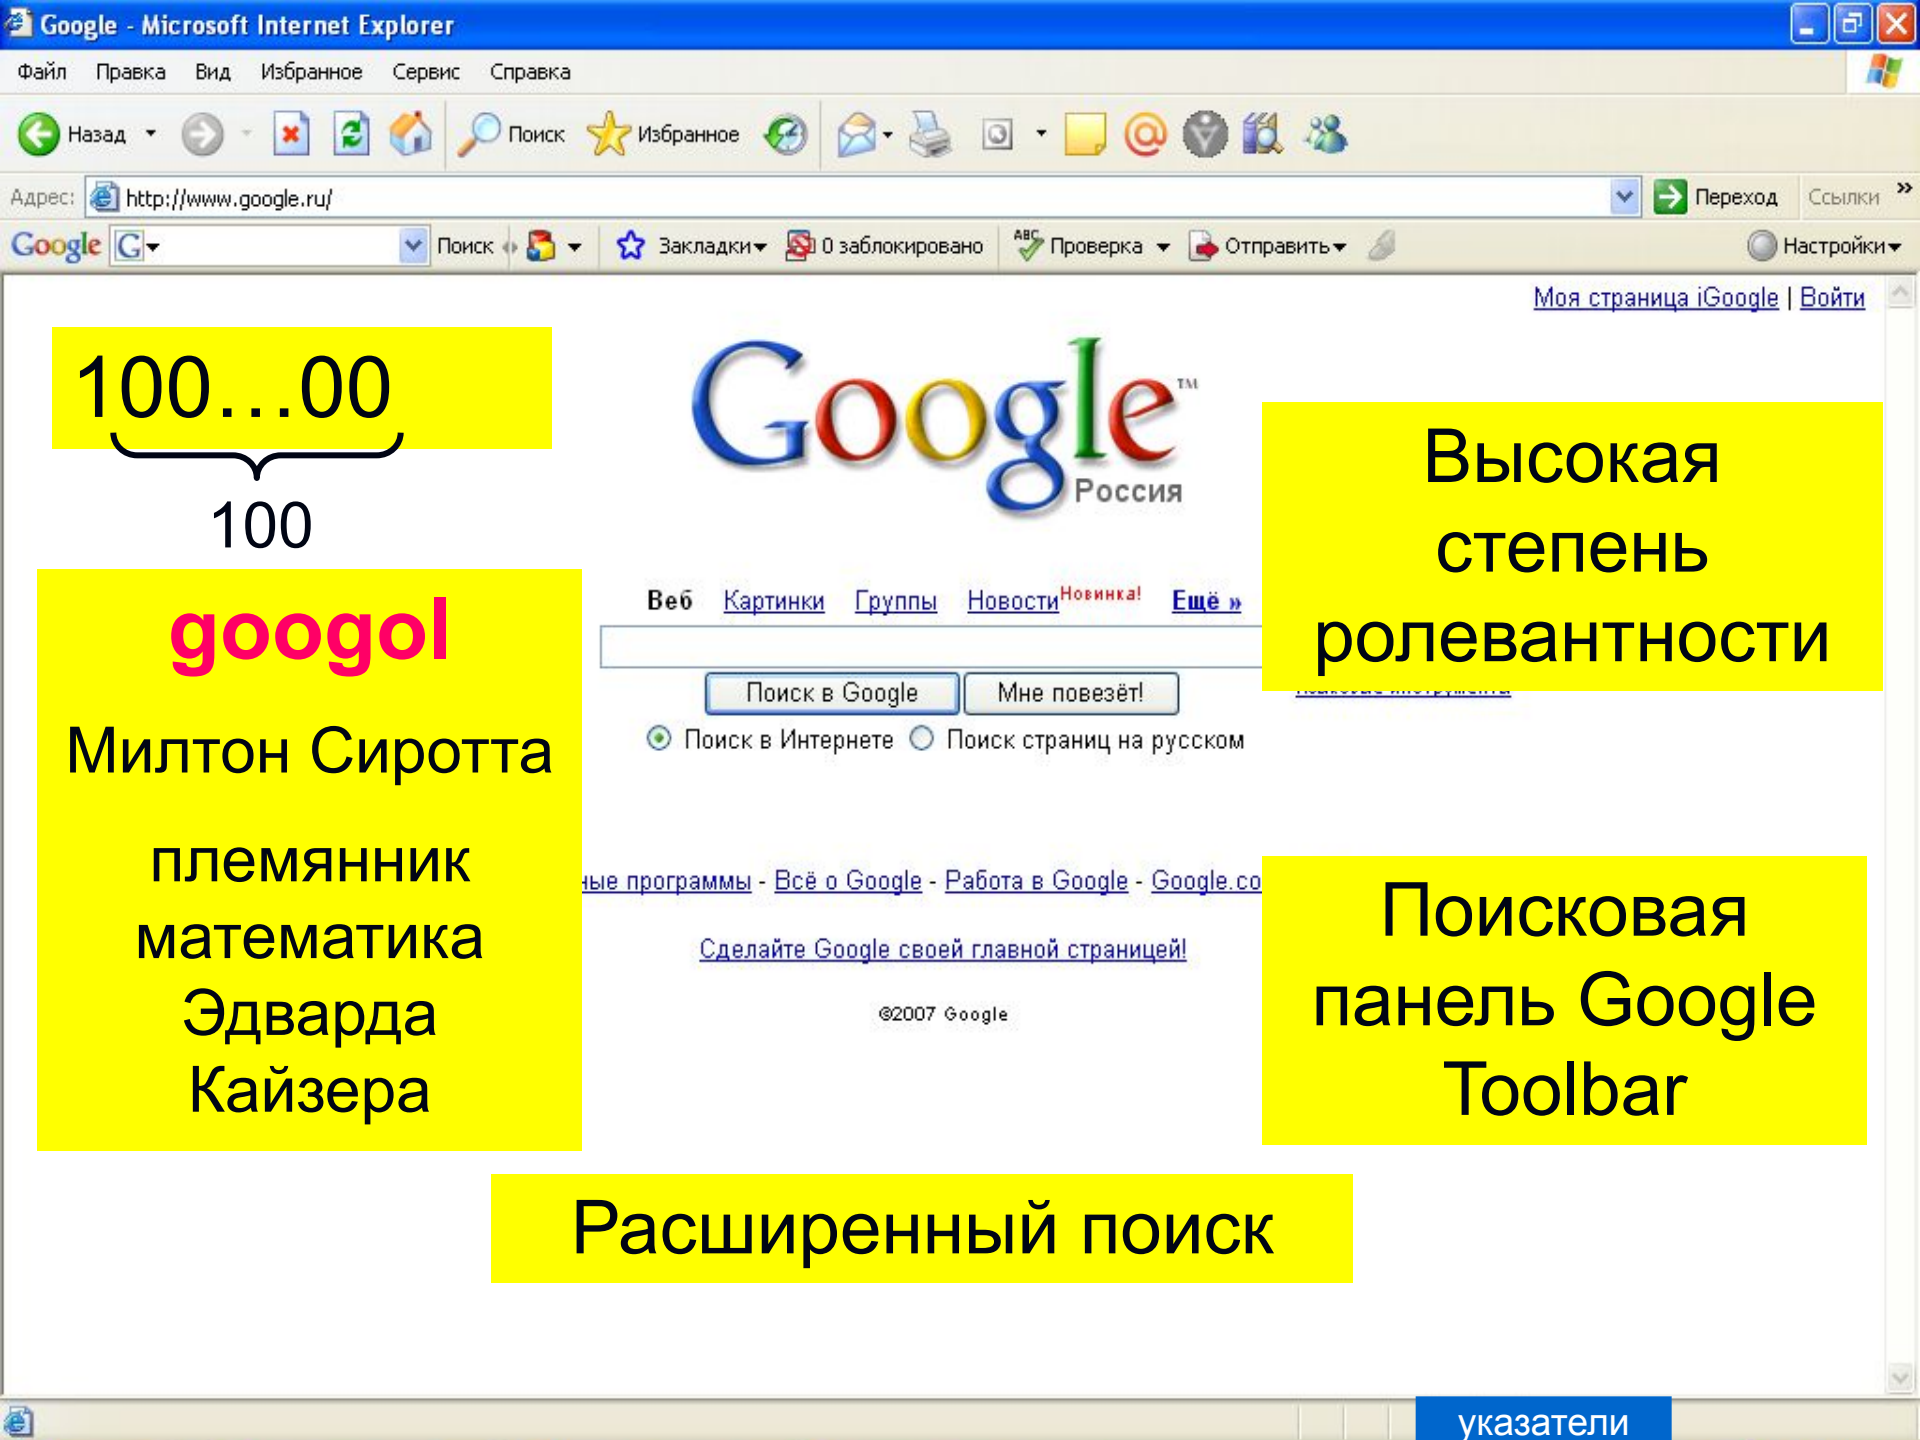 Google - Microsoft Internet Explorer
Файл Правка Вид Избранное Сервис Справка
Назад Поиск Избранное
Адрес: http://www.google.ru/ Переход Ссылки »
Google G Поиск Закладки 0 заблокировано ABC Проверка Отправить Настройки
Моя страница iGoogle | Войти
100…00
100
Google™
Россия
Высокая
степень
ролевантности
googol
Милтон Сиротта
племянник
математика
Эдварда
Кайзера
Веб Картинки Группы Новости Новинка! Ещё »
Поиск в Google Мне повезёт!
Поиск в Интернете Поиск страниц на русском
программы - Всё о Google - Работа в Google - Google.co
Сделайте Google своей главной страницей!
©2007 Google
Поисковая
панель Google
Toolbar
Расширенный поиск
указатели